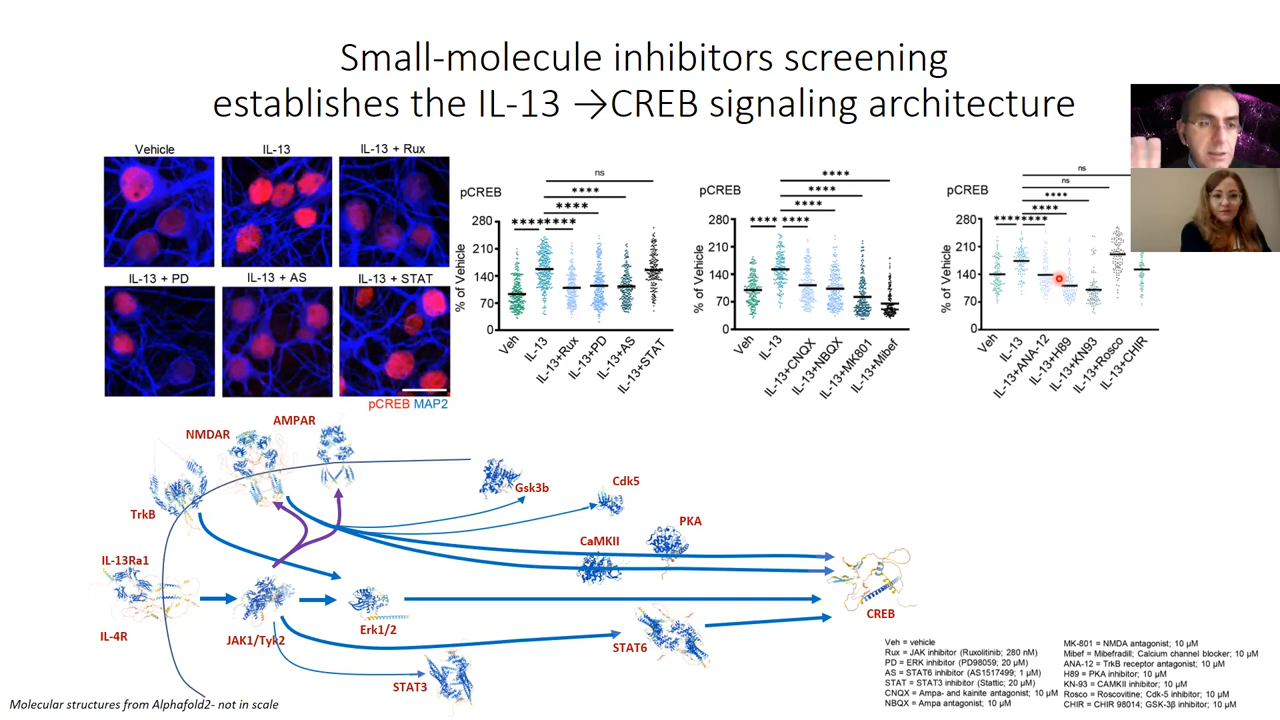 Small-molecule inhibitors screening
establishes the IL-13 →CREB signaling architecture
Vehicle
IL-13
IL-13 + Rux
IL-13 + PD
IL-13 + AS
IL-13 + STAT
pCREB MAP2
pCREB
% of Vehicle
280
210
140
70
0
ns
****
****
********
Veh
IL-13
IL-13+Rux
IL-13+PD
IL-13+AS
IL-13+STAT
pCREB
% of Vehicle
280
210
140
70
0
****
****
****
**** ****
Veh
IL-13
IL-13+CNQX
IL-13+NBQX
IL-13+MK801
IL-13+Mibef
pCREB
% of Vehicle
280
210
140
70
0
ns
ns
****
****
********
Veh
IL-13
IL-13+ANA-12
IL-13+H89
IL-13+KN93
IL-13+Rosco
IL-13+CHIR
AMPAR
NMDAR
TrkB
Gsk3b
Cdk5
PKA
CaMKII
IL-13Ra1
IL-4R
JAK1/Tyk2
Erk1/2
CREB
STAT6
STAT3
Veh = vehicle
Rux = JAK inhibitor (Ruxolitinib; 280 nM)
PD = ERK inhibitor (PD98059; 20 µM)
AS = STAT6 inhibitor (AS1517499; 1 µM)
STAT = STAT3 inhibitor (Stattic; 20 µM)
CNQX = Ampa- and kainite antagonist; 10 µM
NBQX = Ampa antagonist; 10 µM
MK-801 = NMDA antagonist; 10 µM
Mibef = Mibefradill; Calcium channel blocker; 10 µM
ANA-12 = TrkB receptor antagonist; 10 µM
H89 = PKA inhibitor; 10 µM
KN-93 = CAMKII inhibitor; 10 µM
Rosco = Roscovitine; Cdk-5 inhibitor; 10 µM
CHIR = CHIR 98014; GSK-3β inhibitor; 10 µM
Molecular structures from Alphafold2- not in scale